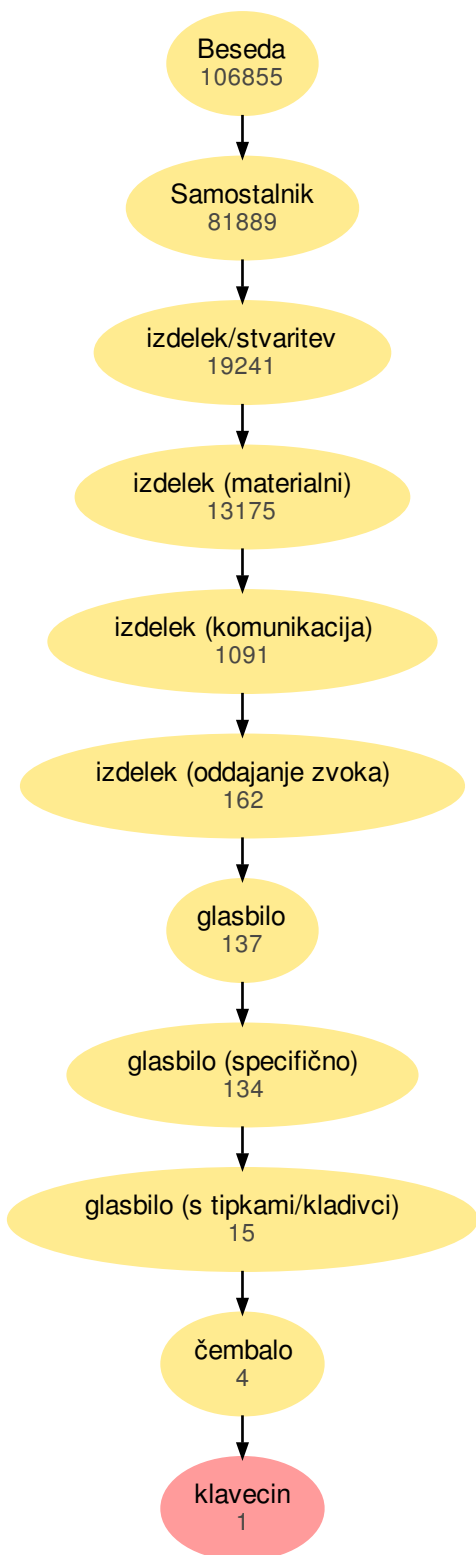 Beseda
106855
Samostalnik
81889
izdelek/stvaritev
19241
izdelek (materialni)
13175
izdelek (komunikacija)
1091
izdelek (oddajanje zvoka)
162
glasbilo
137
glasbilo (specifično)
134
glasbilo (s tipkami/kladivci)
15
čembalo
4
klavecin
1